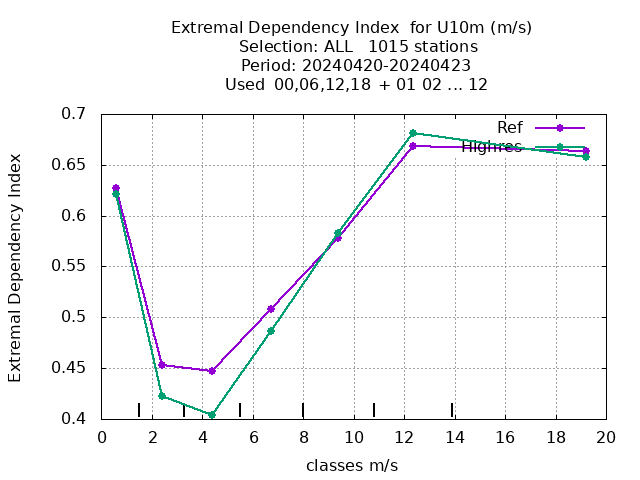 Extremal Dependency Index  for U10m (m/s)
Selection: ALL   1015 stations
Period: 20240420-20240423
Used  00,06,12,18 + 01 02 ... 12
Extremal Dependency Index
0.7
0.65
0.6
0.55
0.5
0.45
0.4
Ref
Highres
0 2 4 6 8 10 12 14 16 18 20
classes m/s